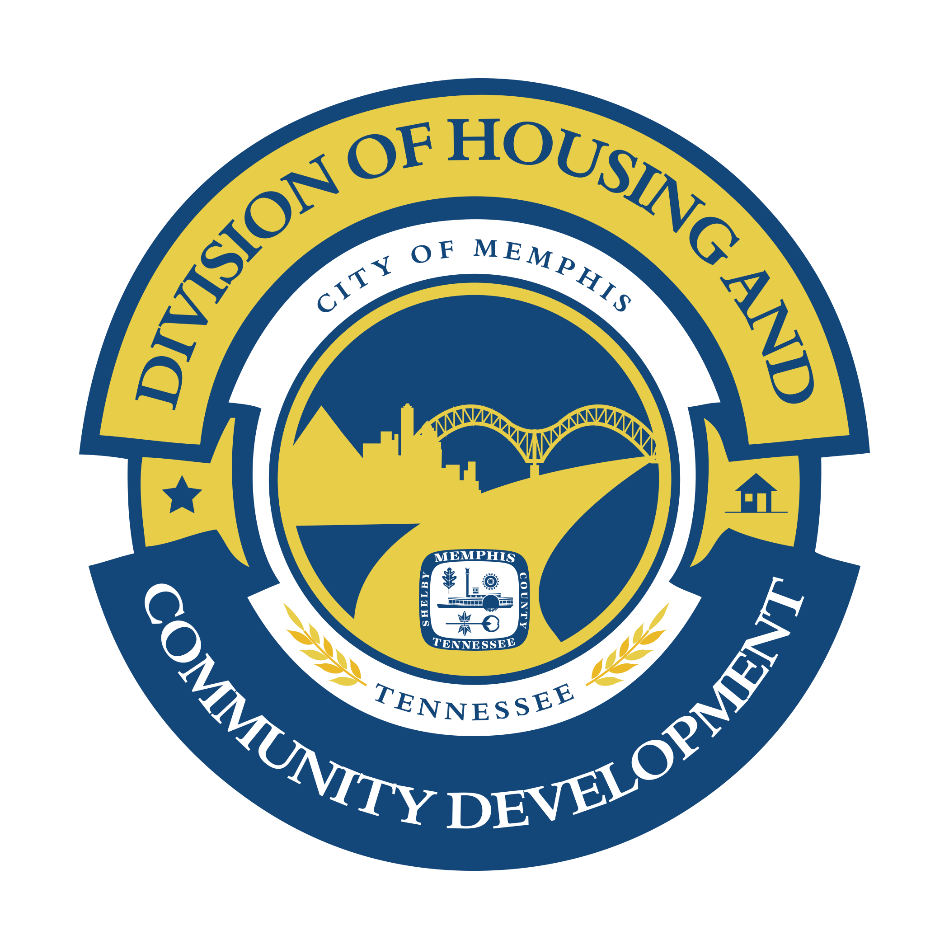 DIVISION OF HOUSING AND
CITY OF MEMPHIS
MEMPHIS
SHELBY
COUNTY
TENNESSEE
TENNESSEE
COMMUNITY DEVELOPMENT